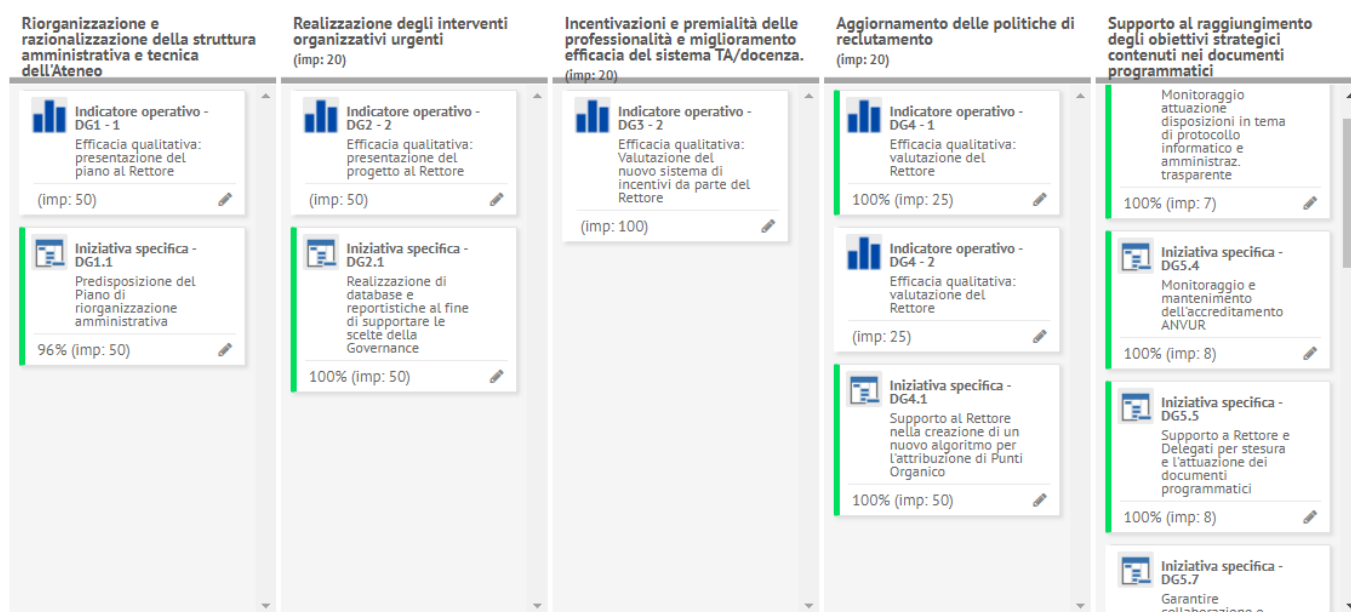 Riorganizzazione e
razionalizzazione della struttura
amministrativa e tecnica
dell'Ateneo
Indicatore operativo -
DG1 - 1
Efficacia qualitativa:
presentazione del
piano al Rettore
(imp: 50)
Iniziativa specifica -
DG1.1
Predisposizione del
Piano di
riorganizzazione
amministrativa
96% (imp: 50)
Realizzazione degli interventi
organizzativi urgenti
(imp: 20)
Indicatore operativo -
DG2 - 2
Efficacia qualitativa:
presentazione del
progetto al Rettore
(imp: 50)
Iniziativa specifica -
DG2.1
Realizzazione di
database e
reportistiche al fine
di supportare le
scelte della
Governance
100% (imp: 50)
Incentivazioni e premialità delle
professionalità e miglioramento
efficacia del sistema TA/docenza.
(imp: 20)
Indicatore operativo -
DG3 - 2
Efficacia qualitativa:
Valutazione del
nuovo sistema di
incentivi da parte del
Rettore
(imp: 100)
Aggiornamento delle politiche di
reclutamento
(imp: 20)
Indicatore operativo -
DG4 - 1
Efficacia qualitativa:
valutazione del
Rettore
100% (imp: 25)
Indicatore operativo -
DG4 - 2
Efficacia qualitativa:
valutazione del
Rettore
(imp: 25)
Iniziativa specifica -
DG4.1
Supporto al Rettore
nella creazione di un
nuovo algoritmo per
l'attribuzione di Punti
Organico
100% (imp: 50)
Supporto al raggiungimento
degli obiettivi strategici
contenuti nei documenti
programmatici
Monitoraggio
attuazione
disposizioni in tema
di protocollo
informatico e
amministraz.
trasparente
100% (imp: 7)
Iniziativa specifica -
DG5.4
Monitoraggio e
mantenimento
dell'accreditamento
ANVUR
100% (imp: 8)
Iniziativa specifica -
DG5.5
Supporto a Rettore e
Delegati per stesura
e l'attuazione dei
documenti
programmatici
100% (imp: 8)
Iniziativa specifica -
DG5.7
Garantire
collaborazione e